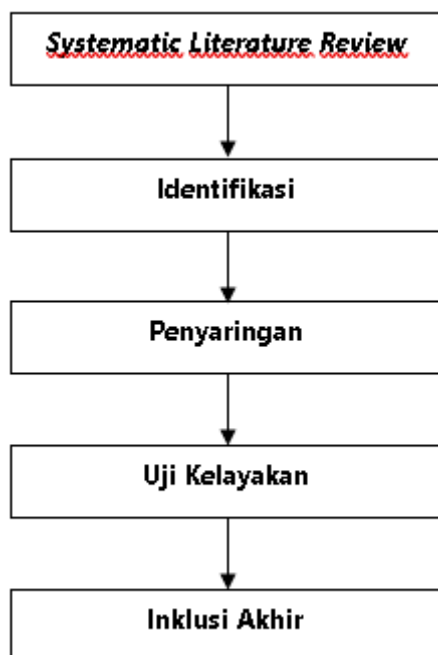 Systematic Literature Review
Identifikasi
Penyaringan
Uji Kelayakan
Inklusi Akhir